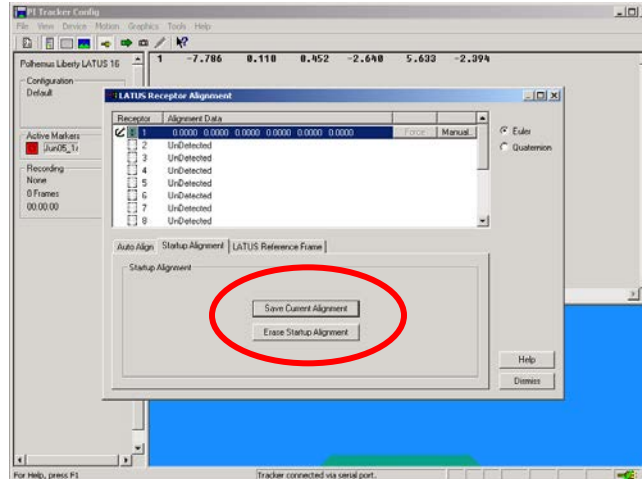 PI Tracker Config
File View Device Motion Graphics Tools Help
Polhemus Liberty LATUS 16
1 -7.786 0.110 0.452 -2.640 5.633 -2.394
Configuration
Default
Active Markers
Recording
None
0 Frames
00:00:00
LATUS Receptor Alignment
Receptor Alignment Data
1 0.0000 0.0000 0.0000 0.0000 0.0000 0.0000 Force Manual...
2 UnDetected
3 UnDetected
4 UnDetected
5 UnDetected
6 UnDetected
7 UnDetected
8 UnDetected
Euler
Quaternion
Auto Align Startup Alignment LATUS Reference Frame
Startup Alignment
Save Current Alignment
Erase Startup Alignment
Help
Dismiss
For Help, press F1 Tracker connected via serial port.